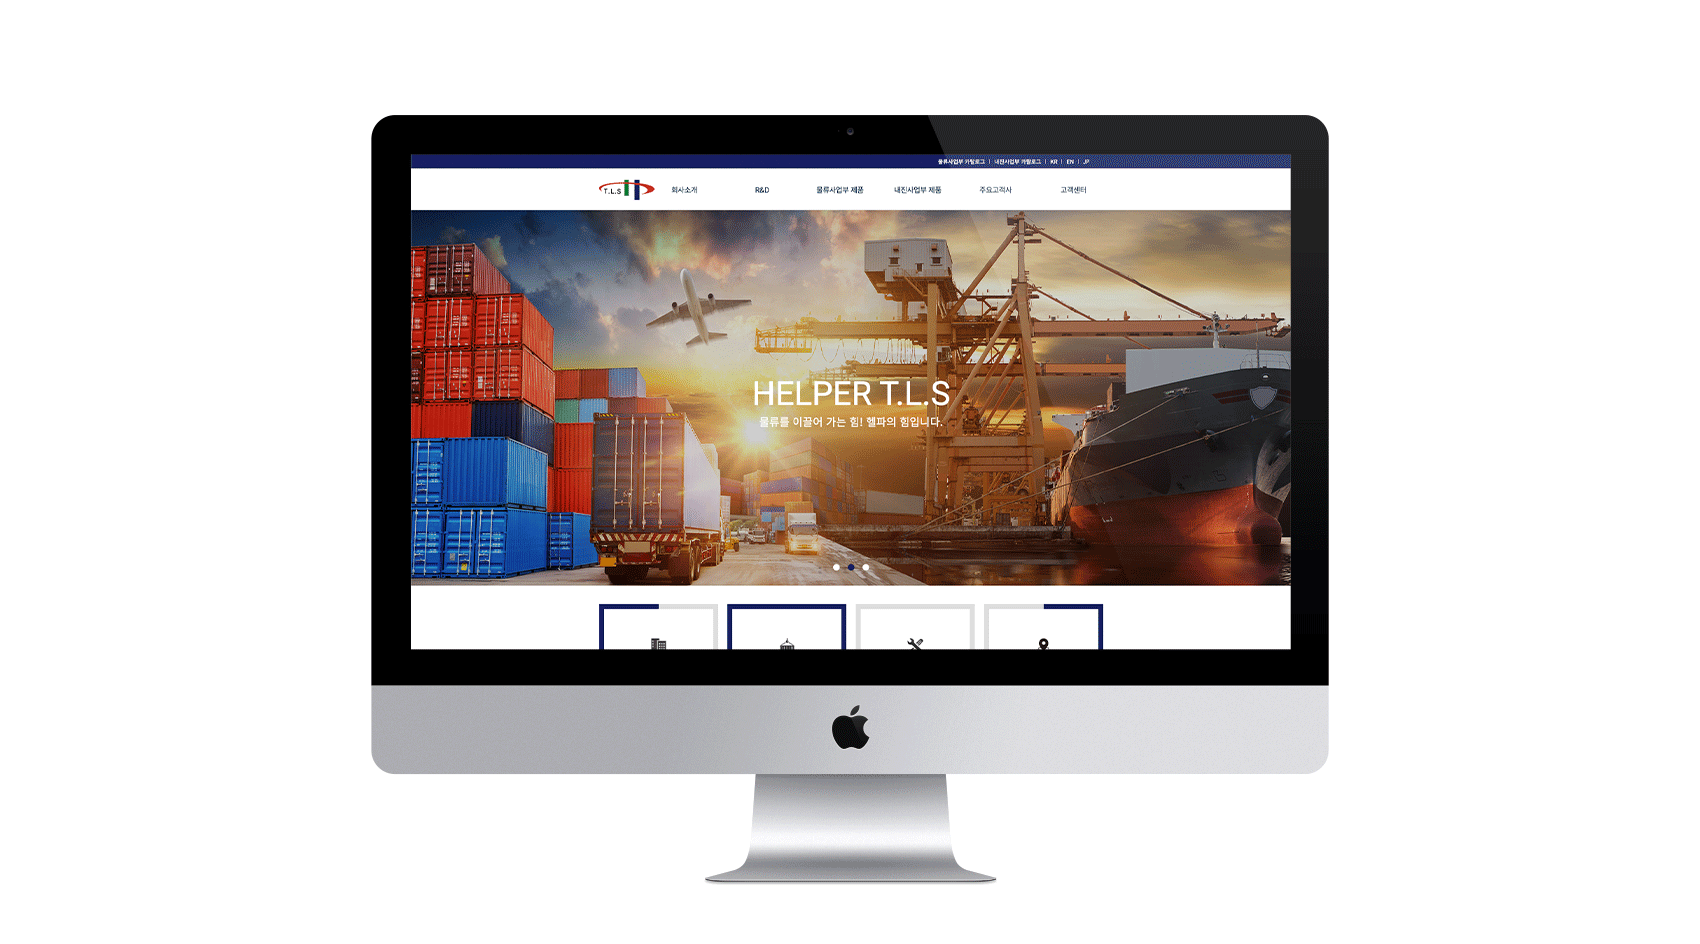 물류사업부 카탈로그 | 내진사업부 카탈로그 | KR | EN | JP
T.L.S 회사소개 R&D 물류사업부 제품 내진사업부 제품 주요고객사 고객센터
HELPER T.L.S
물류를 이끌어 가는 힘! 헬파의 힘입니다.